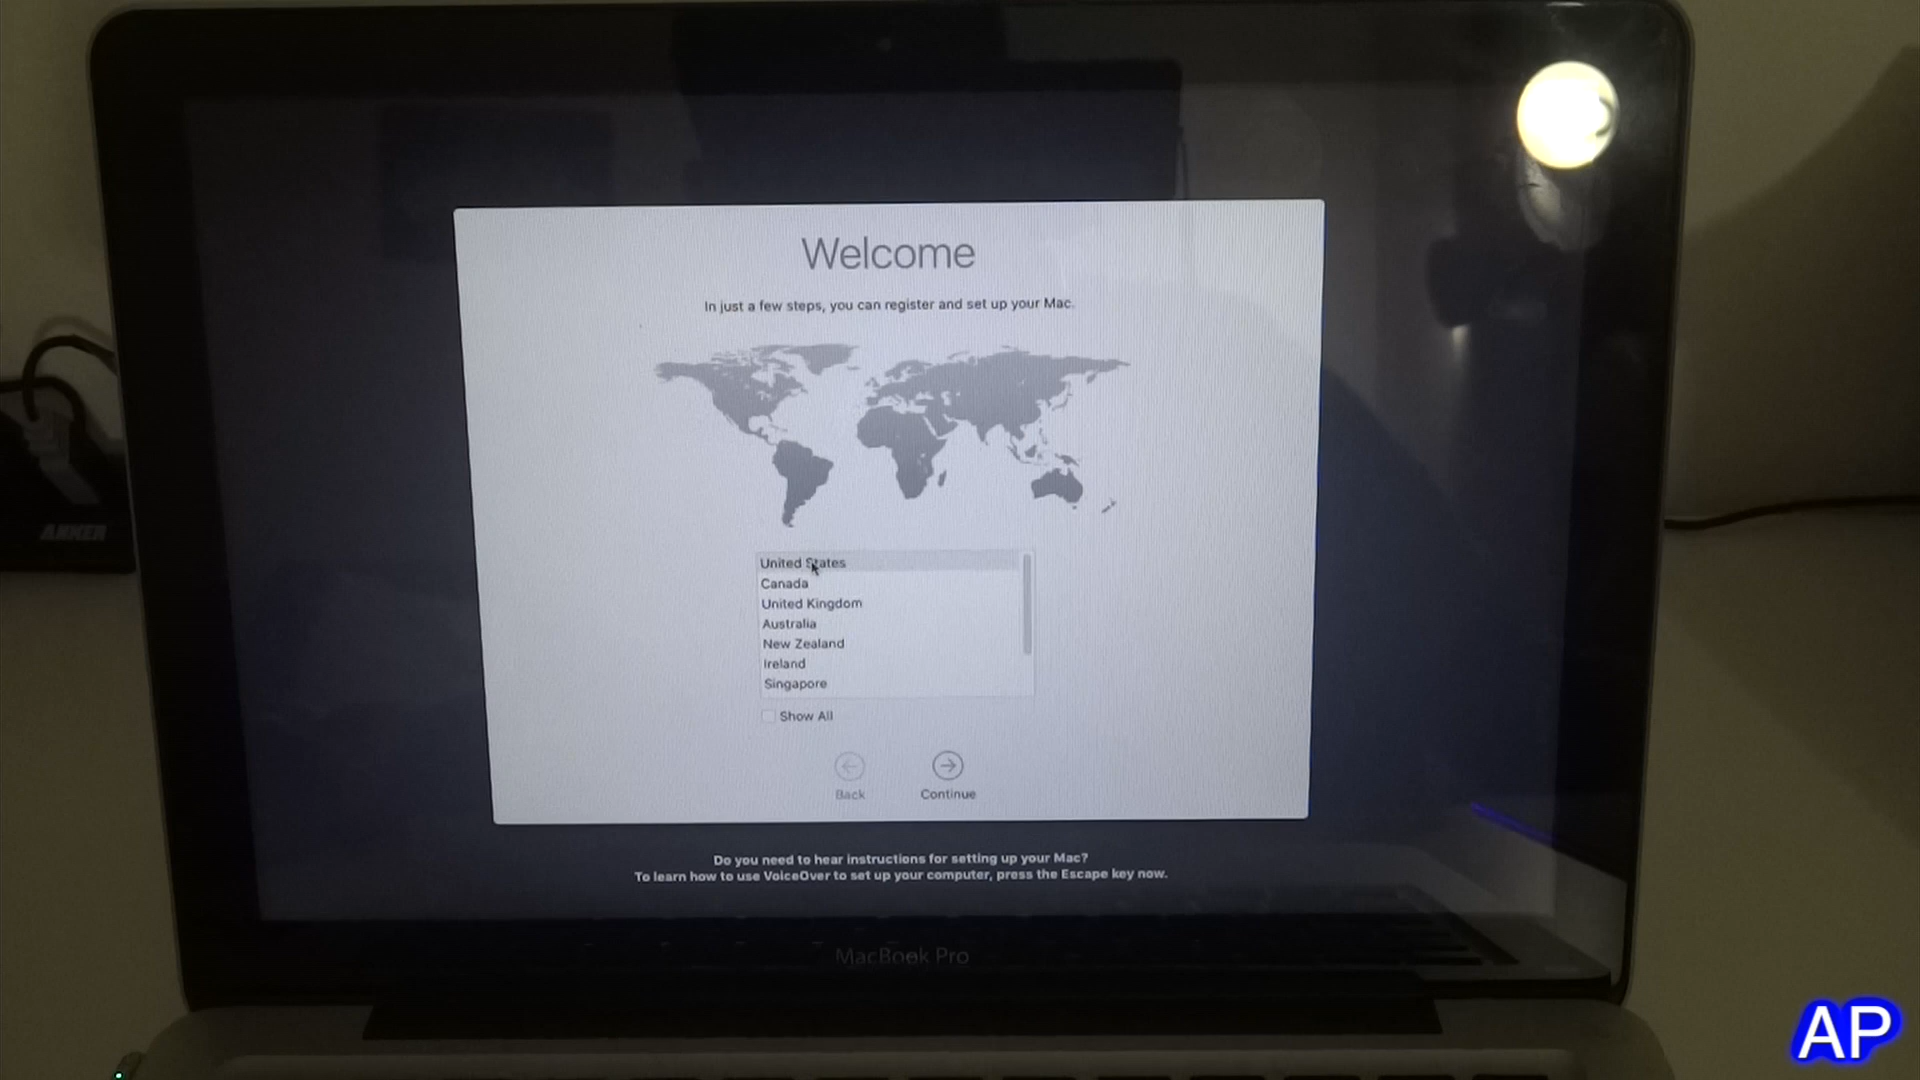 Welcome
In just a few steps, you can register and set up your Mac.
United States
Canada
United Kingdom
Australia
New Zealand
Ireland
Singapore
Show All
Back
Continue
Do you need to hear instructions for setting up your Mac?
To learn how to use VoiceOver to set up your computer, press the Escape key now.
MacBook Pro
ANKER
AP